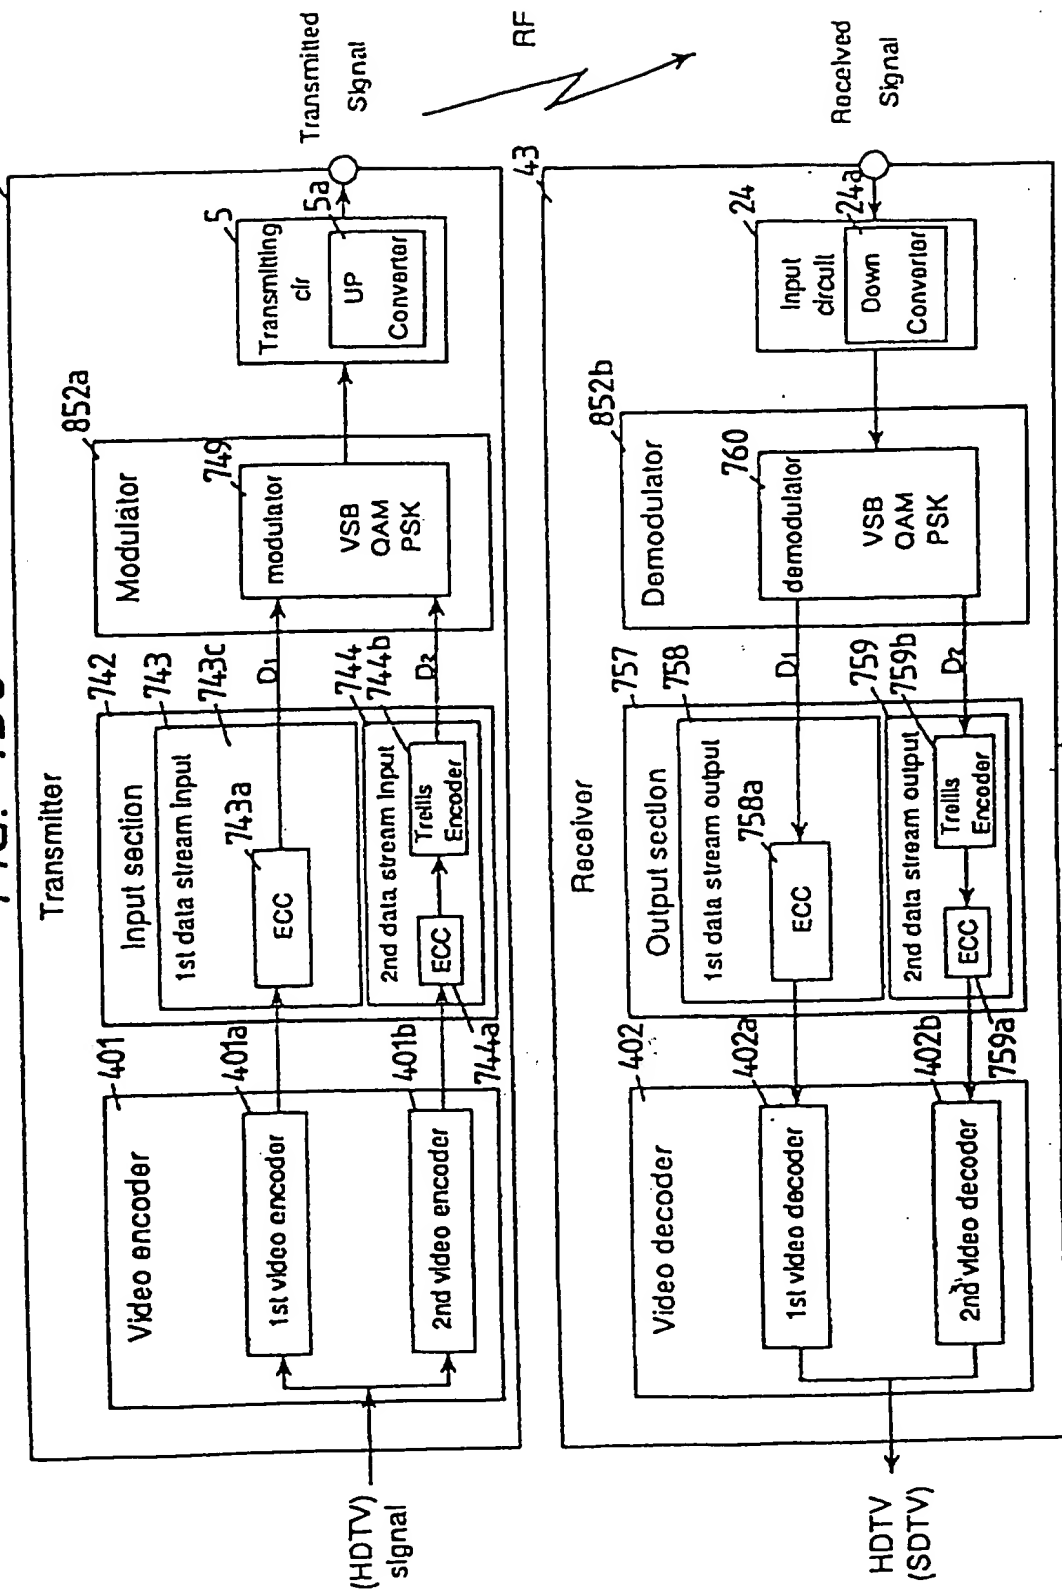 Transmitter
(HDTV)
signal
Video encoder
401
1st video encoder
401a
2nd video encoder
401b
Input section
742
1st data stream input
743
743c
ECC
743a
2nd data stream input
744
744b
ECC
744a
Trellis
Encoder
D1
D2
Modulator
852a
modulator
749
VSB
QAM
PSK
Transmitting
cir
5
UP
Converter
5a
Transmitted
Signal
RF
Receiver
43
Received
Signal
Input
circuit
24
Down
Converter
24a
Demodulator
852b
demodulator
760
VSB
QAM
PSK
D1
D2
Output section
757
1st data stream output
758
ECC
758a
2nd data stream output
759
759b
Trellis
Encoder
ECC
759a
Video decoder
402
1st video decoder
402a
2nd video decoder
402b
HDTV
(SDTV)